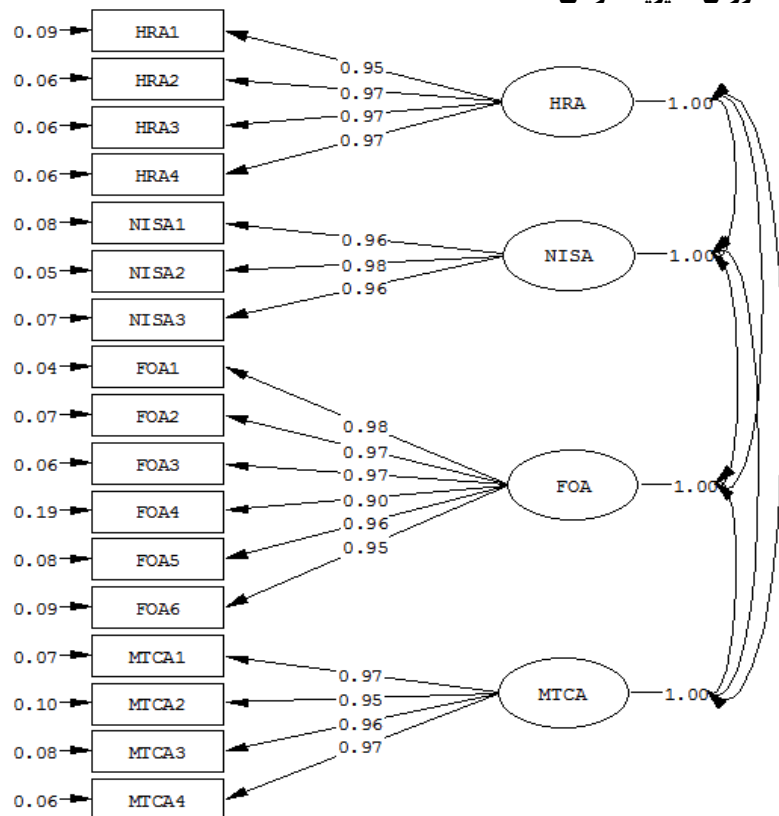 0.09 HRA1
0.95
0.06 HRA2
0.97
HRA 1.00
0.97
0.06 HRA3
0.97
0.06 HRA4
0.08 NISA1
0.96
NISA 1.00
0.05 NISA2
0.98
0.96
0.07 NISA3
0.04 FOA1
0.98
0.07 FOA2
0.97
0.06 FOA3
0.97
FOA 1.00
0.90
0.19 FOA4
0.96
0.08 FOA5
0.95
0.09 FOA6
0.07 MTCA1
0.97
MTCA 1.00
0.10 MTCA2
0.95
0.96
0.08 MTCA3
0.97
0.06 MTCA4